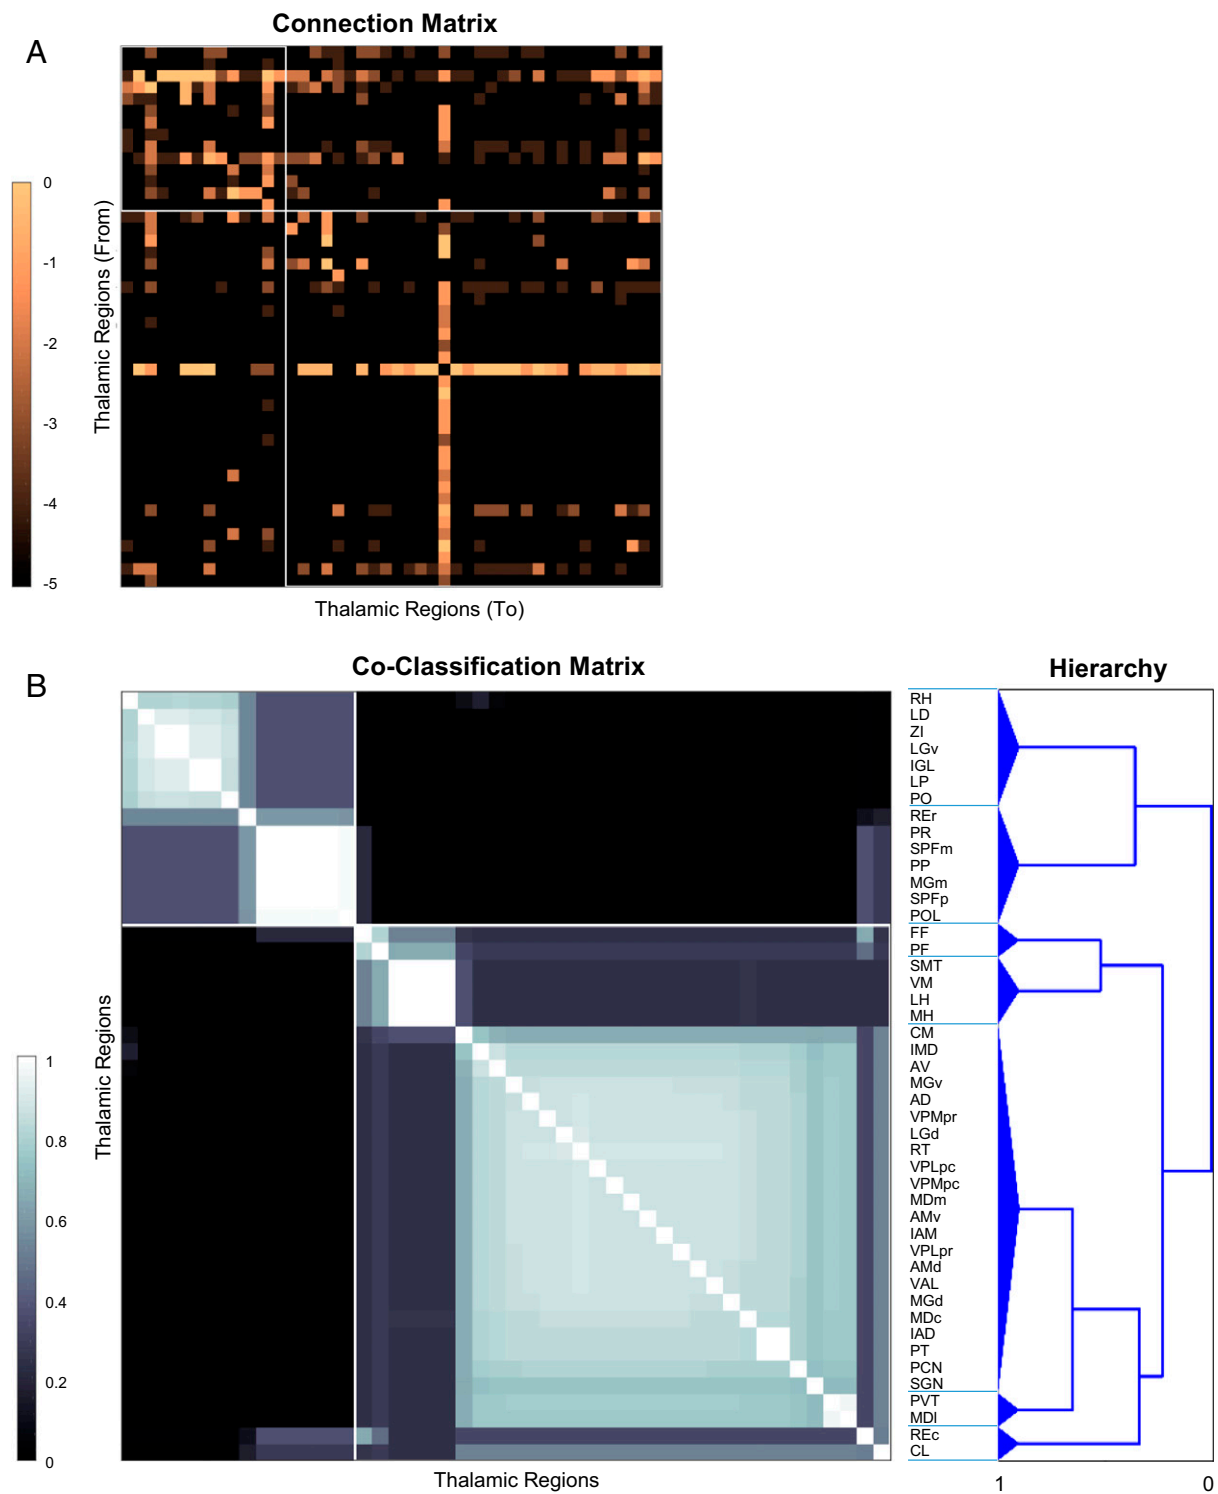 Connection Matrix
A
0
-1
-2
-3
-4
-5
Thalamic Regions (From)
Thalamic Regions (To)
Co-Classification Matrix
Hierarchy
B
1
0.8
0.6
0.4
0.2
0
Thalamic Regions
Thalamic Regions
RH
LD
ZI
LGv
IGL
LP
PO
REr
PR
SPFm
PP
MGm
SPFp
POL
FF
PF
SMT
VM
LH
MH
CM
IMD
AV
MGv
AD
VPMpr
LGd
RT
VPLpc
VPMpc
MDm
AMv
IAM
VPLpr
AMd
VAL
MGd
MDc
IAD
PT
PCN
SGN
PVT
MDl
REc
CL
1 0